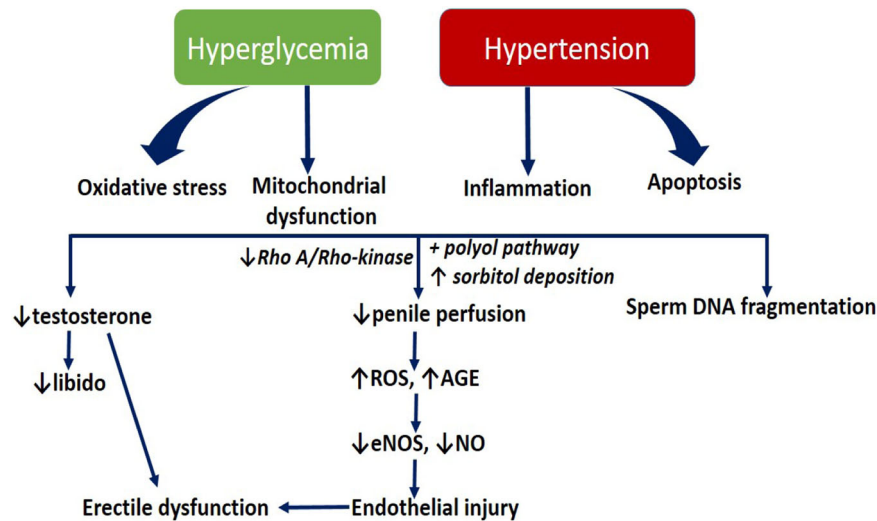 Hyperglycemia
Hypertension
Oxidative stress
Mitochondrial
dysfunction
Inflammation
Apoptosis
↓Rho A/Rho-kinase
+ polyol pathway
↑ sorbitol deposition
↓testosterone
↓penile perfusion
Sperm DNA fragmentation
↓libido
↑ROS, ↑AGE
↓eNOS, ↓NO
Erectile dysfunction
Endothelial injury